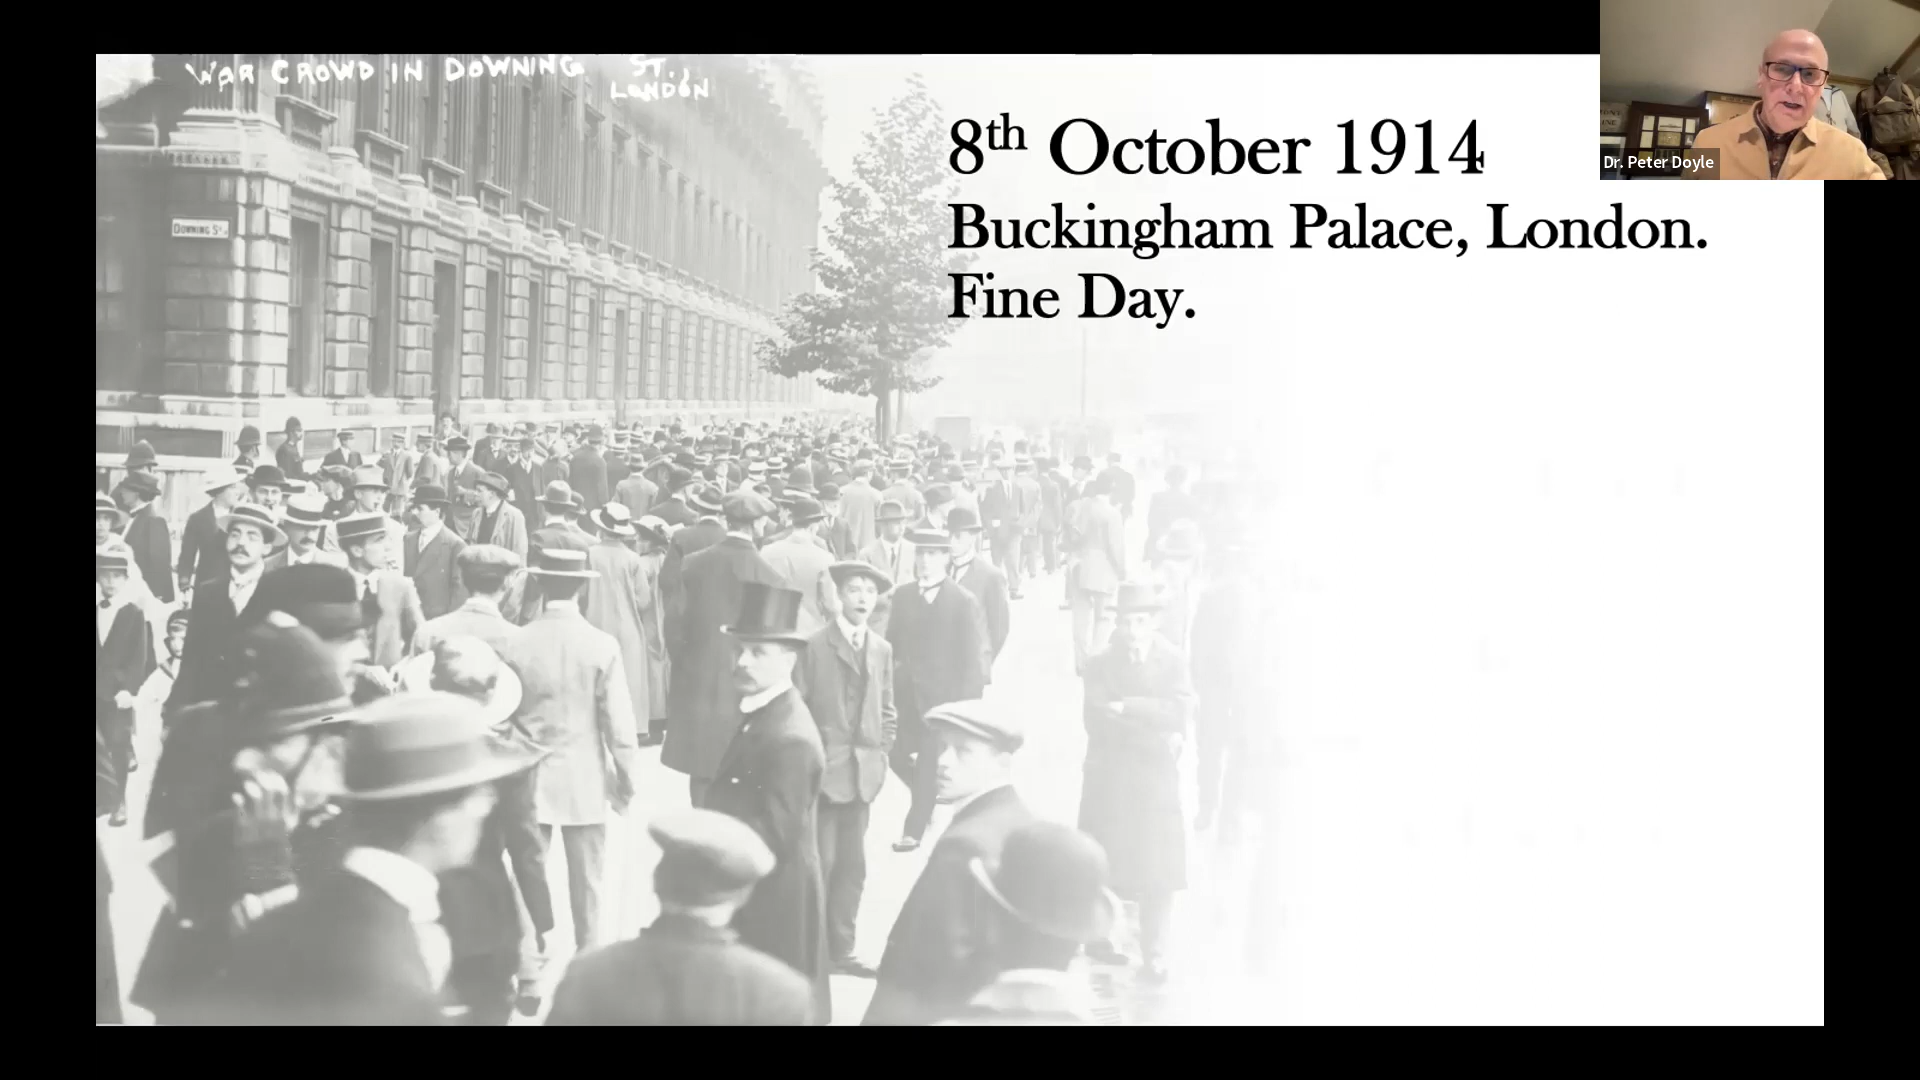 WAR CROWD IN DOWNING ST.
LONDON
DOWNING ST.
8th October 1914
Buckingham Palace, London.
Fine Day.
Dr. Peter Doyle